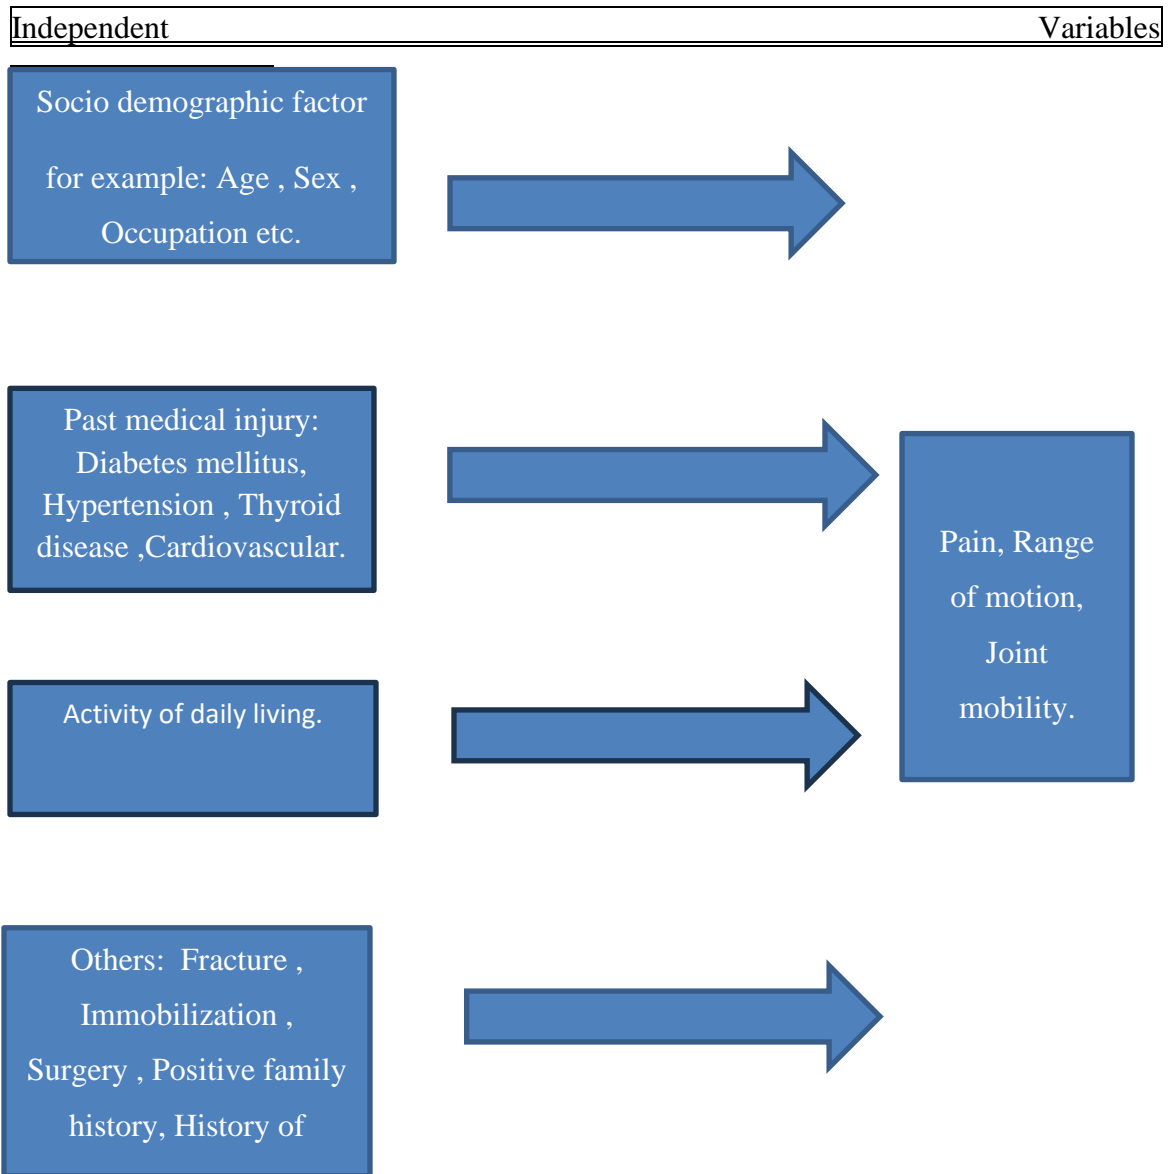 Independent Variables
Socio demographic factor
for example: Age , Sex ,
Occupation etc.
Past medical injury:
Diabetes mellitus,
Hypertension , Thyroid
disease ,Cardiovascular.
Pain, Range
of motion,
Joint
mobility.
Activity of daily living.
Others:  Fracture ,
Immobilization ,
Surgery , Positive family
history, History of